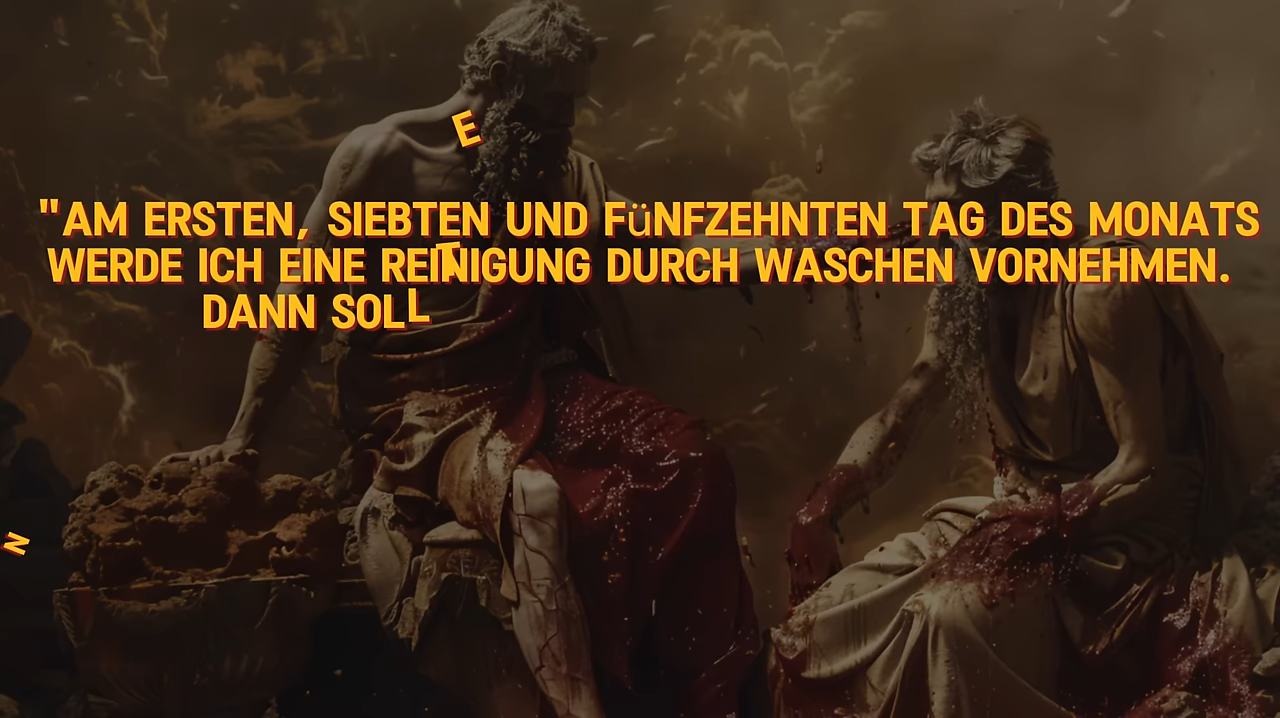 "AM ERSTEN, SIEBTEN UND FüNFZEHNTEN TAG DES MONATS
WERDE ICH EINE REINIGUNG DURCH WASCHEN VORNEHMEN.
DANN SOLL